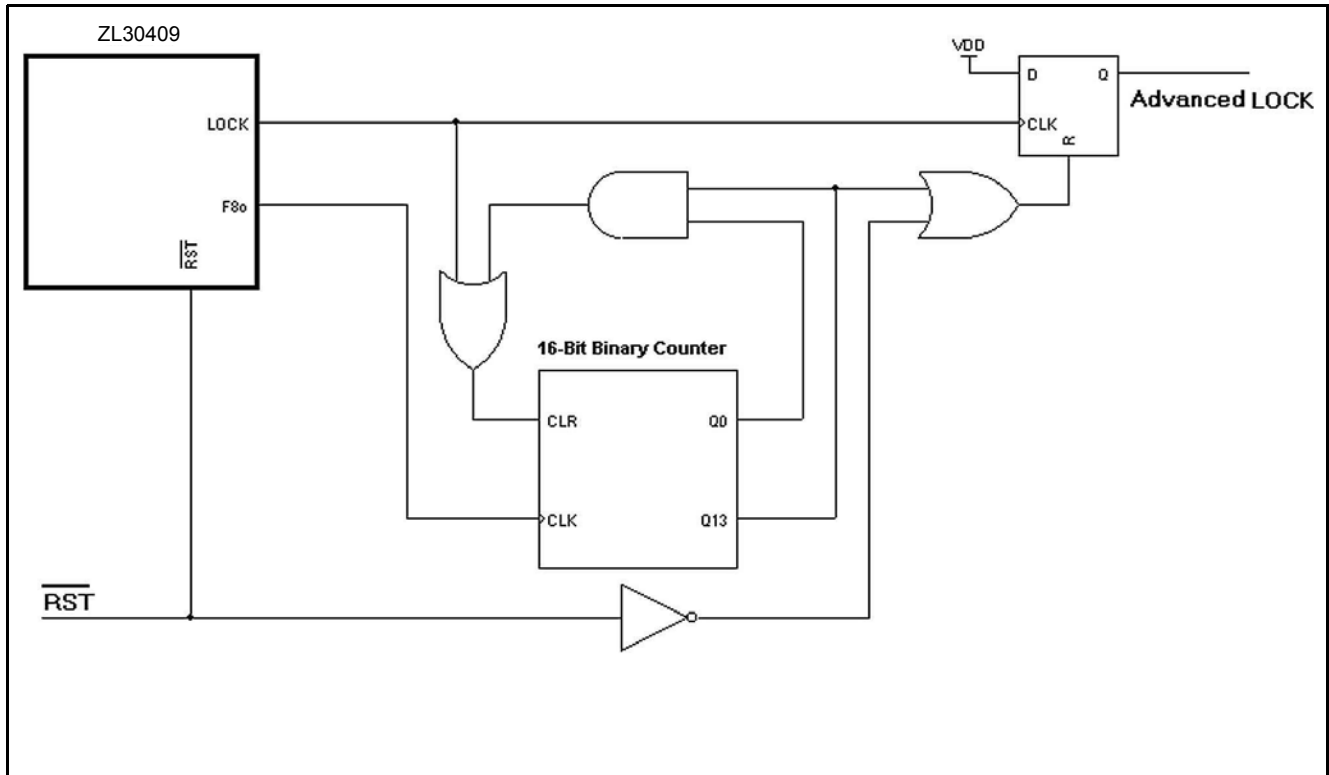 ZL30409
VDD
D
Q
LOCK
CLK
Advanced LOCK
R
F8o
RST
16-Bit Binary Counter
CLR
Q0
CLK
Q13
RST